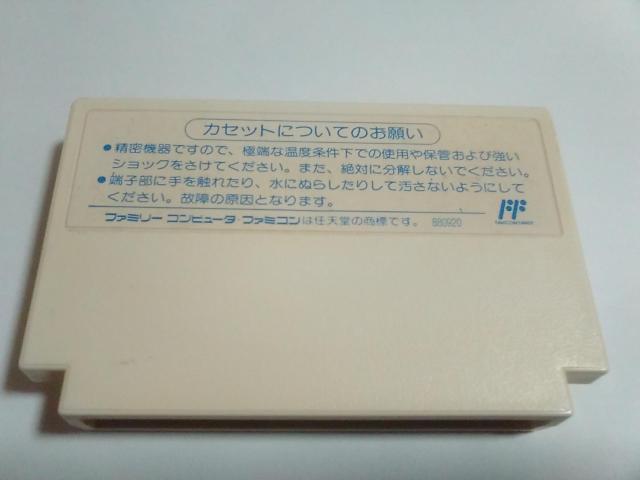 カセットについてのお願い
●精密機器ですので、極端な温度条件下での使用や保管および強い
ショックをさけてください。また、絶対に分解しないでください。
●端子部に手を触れたり、水にぬらしたりして汚さないようにして
ください。故障の原因となります。
ファミリー コンピュータ・ファミコンは任天堂の商標です。 880920
FAMICOM FAMILY